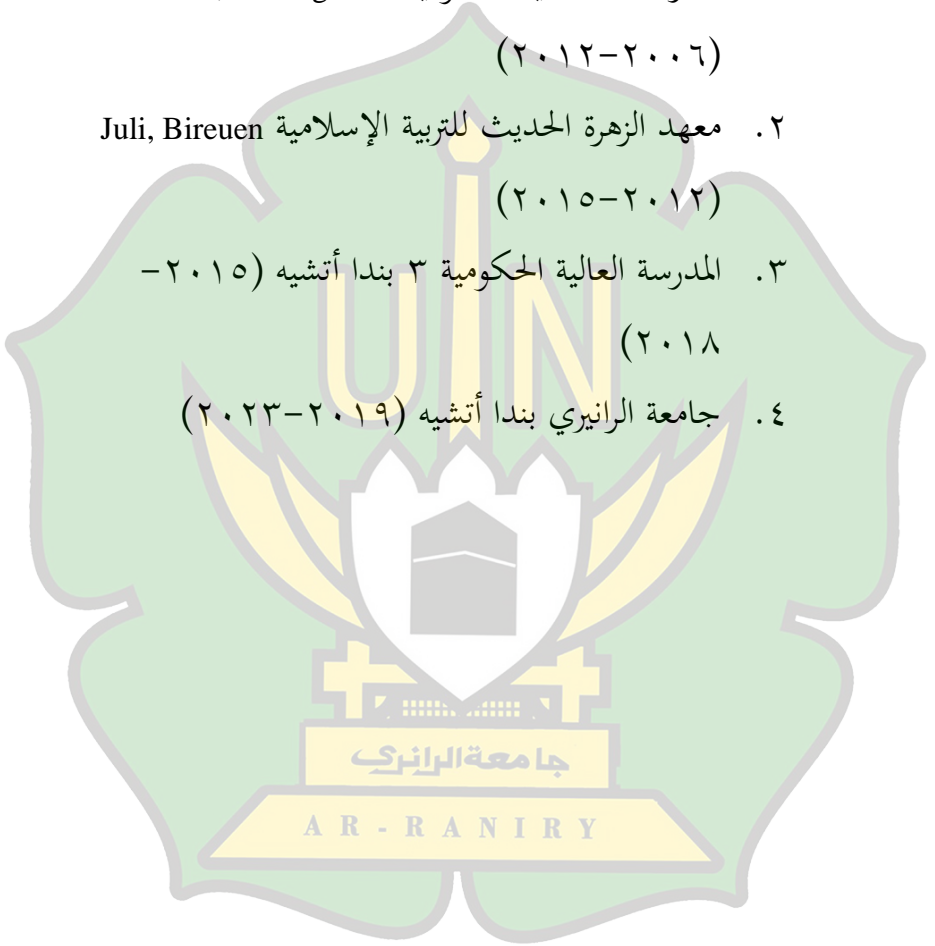 (٢٠٠٦-٢٠١٢)
٢. معهد الزهرة الحديث للتربية الإسلامية Juli, Bireuen
(٢٠١٢-٢٠١٥)
٣. المدرسة العالية الحكومية ٣ بندا أتشيه (٢٠١٥-
٢٠١٨)
٤. جامعة الرانيري بندا أتشيه (٢٠١٩-٢٠٢٣)
UIN
جامعة الرانري
AR-RANIRY